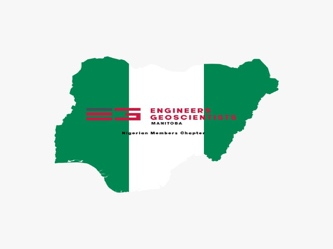 ENGINEERS
GEOSCIENTISTS
MANITOBA
Nigerian Members Chapter